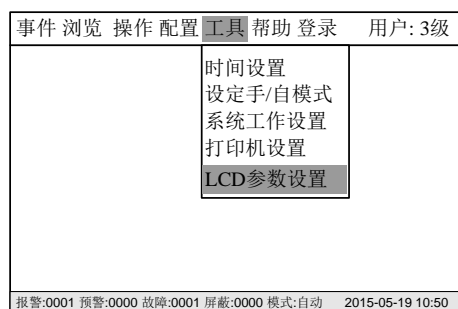 事件 浏览 操作 配置 工具 帮助 登录 用户: 3级
时间设置
设定手/自模式
系统工作设置
打印机设置
LCD参数设置
报警:0001 预警:0000 故障:0001 屏蔽:0000 模式:自动 2015-05-19 10:50